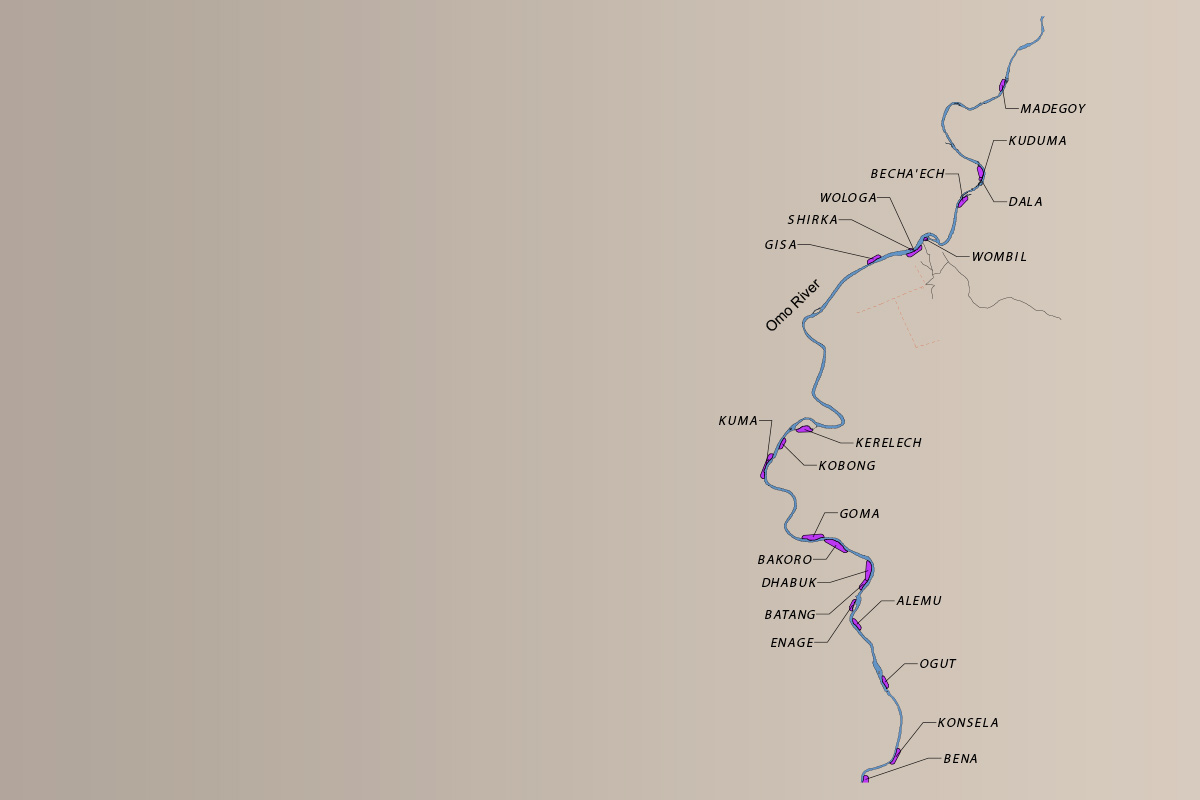 MADEGOY
KUDUMA
BECHA'ECH
WOLOGA
DALA
SHIRKA
GISA
WOMBIL
Omo River
KUMA
KERELECH
KOBONG
GOMA
BAKORO
DHABUK
ALEMU
BATANG
ENAGE
OGUT
KONSELA
BENA